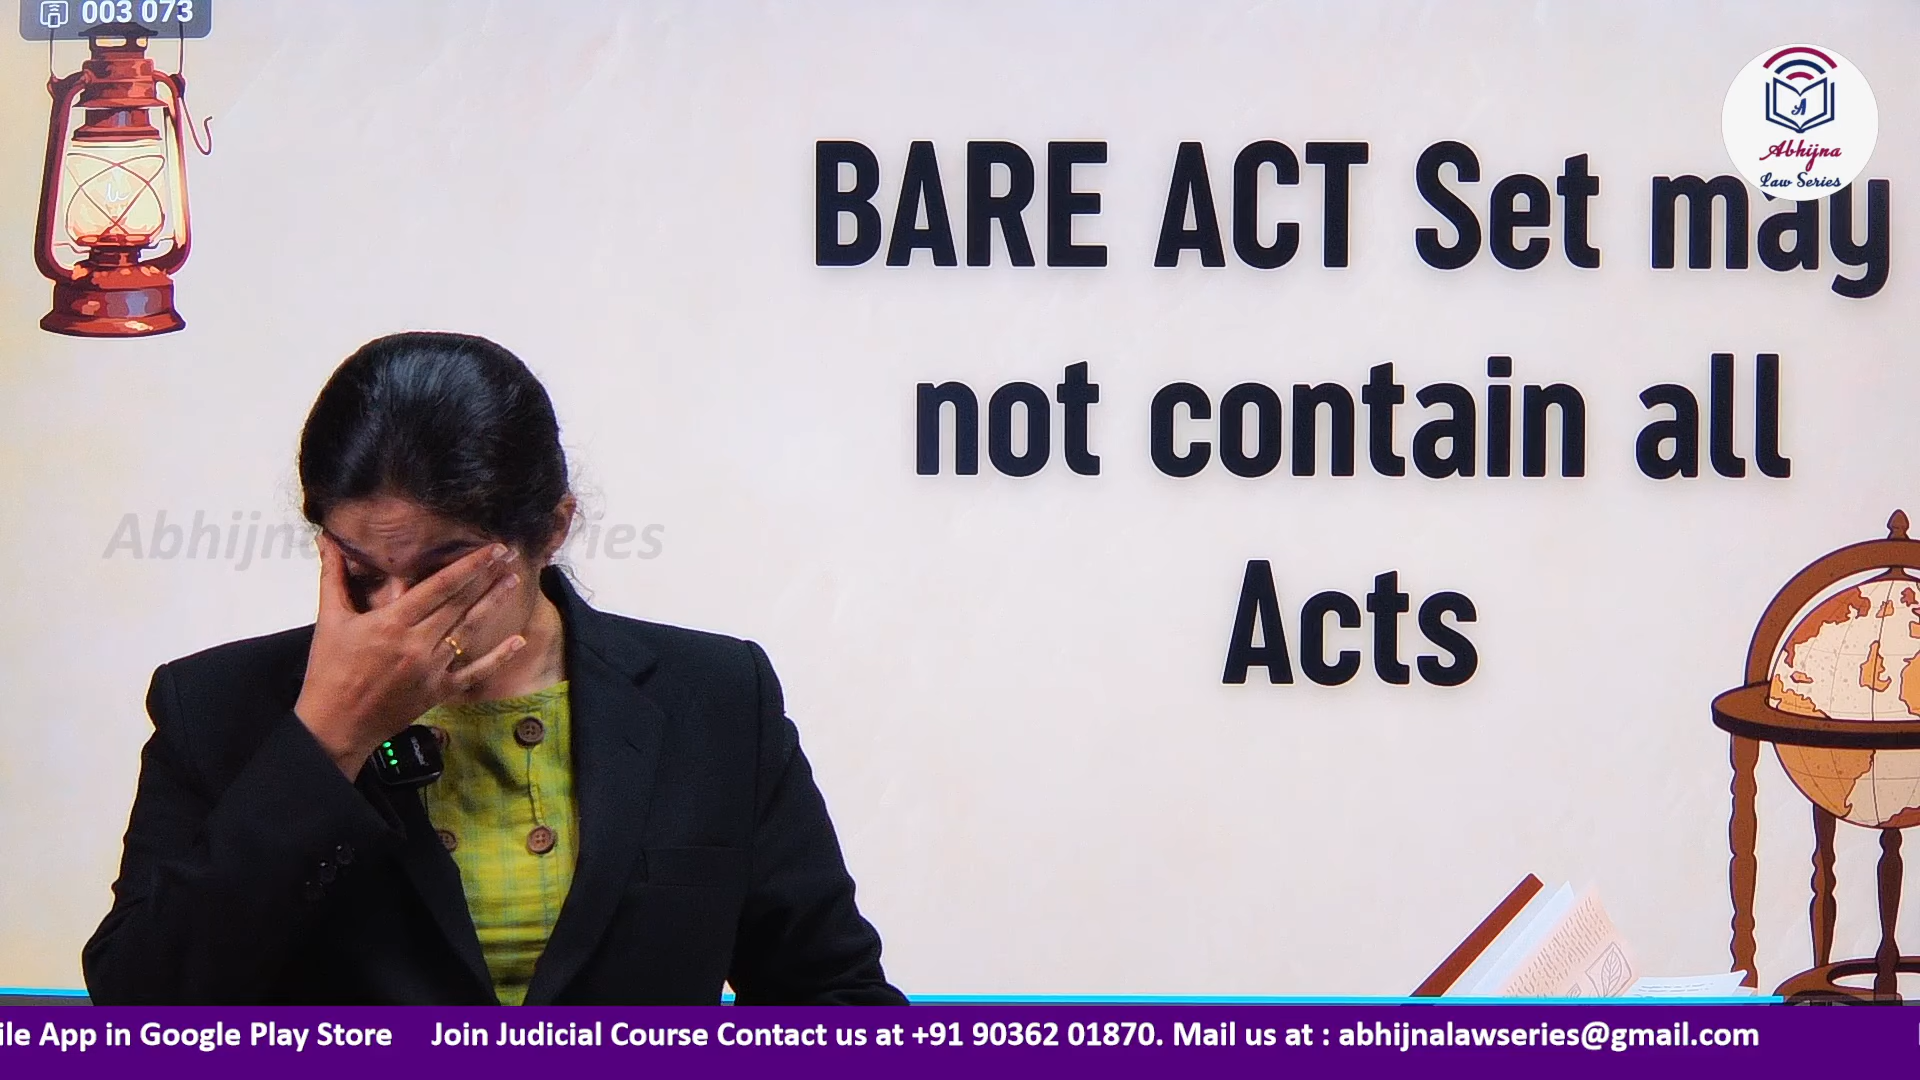 003 073
Abhijna
Law Series
BARE ACT Set may
not contain all
Acts
App in Google Play Store Join Judicial Course Contact us at +91 90362 01870. Mail us at : abhijnalawseries@gmail.com